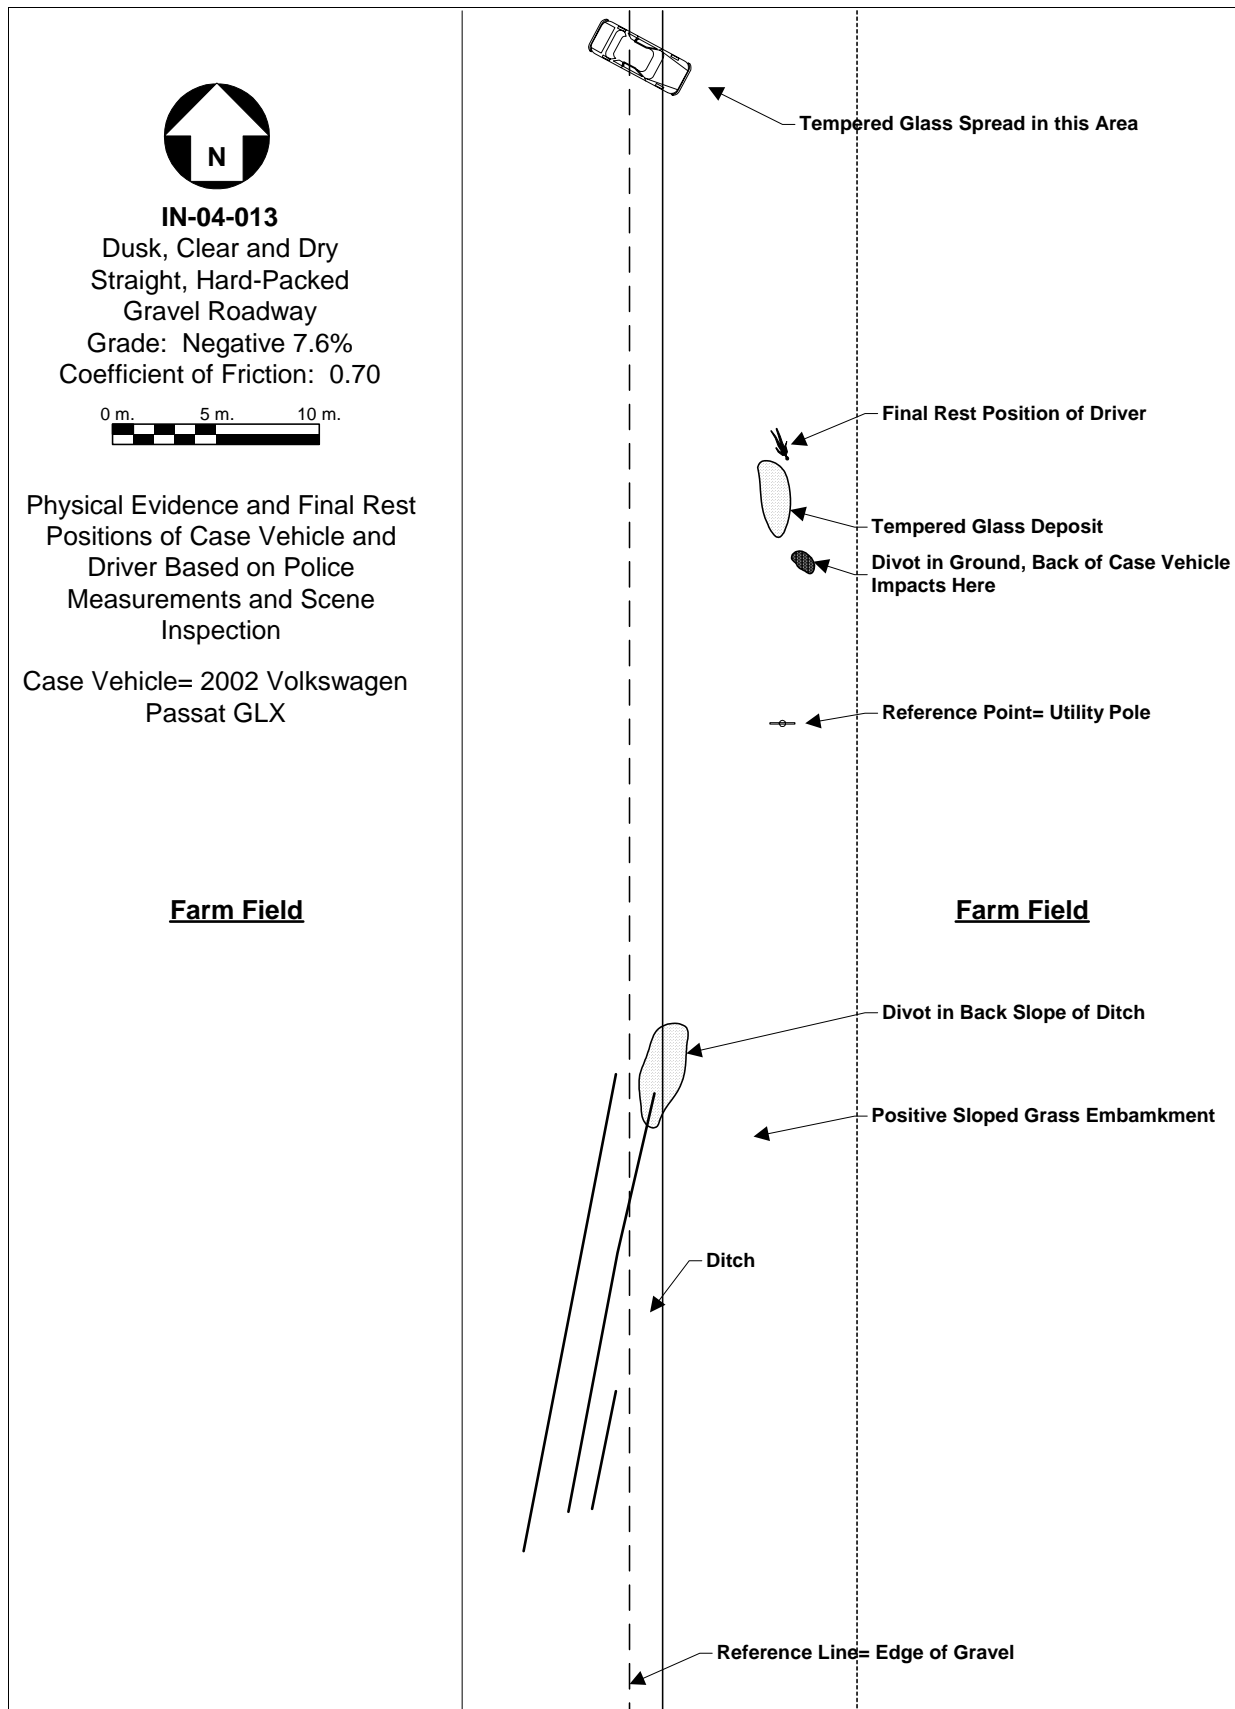 N
IN-04-013
Dusk, Clear and Dry
Straight, Hard-Packed
Gravel Roadway
Grade: Negative 7.6%
Coefficient of Friction: 0.70
0 m. 5 m. 10 m.
Physical Evidence and Final Rest
Positions of Case Vehicle and
Driver Based on Police
Measurements and Scene
Inspection
Case Vehicle= 2002 Volkswagen
Passat GLX
Farm Field
Tempered Glass Spread in this Area
Final Rest Position of Driver
Tempered Glass Deposit
Divot in Ground, Back of Case Vehicle
Impacts Here
Reference Point= Utility Pole
Farm Field
Divot in Back Slope of Ditch
Positive Sloped Grass Embamkment
Ditch
Reference Line= Edge of Gravel